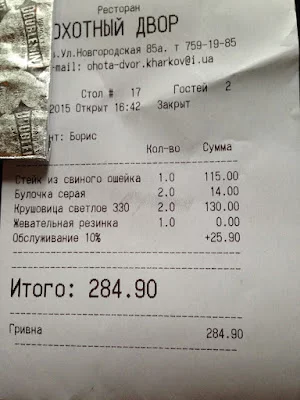 Ресторан
ОХОТНЫЙ ДВОР
.Ул.Новгородская 85а. т 759-19-85
-mail: ohota-dvor.kharkov@i.ua
Стол # 17 Гостей 2
2015 Открыт 16:42 Закрыт
нт: Борис
Кол-во Сумма
Стейк из свиного ошейка 1.0 115.00
Булочка серая 2.0 14.00
Крушовица светлое 330 2.0 130.00
Жевательная резинка 1.0 0.00
Обслуживание 10% +25.90
Итого: 284.90
Гривна 284.90